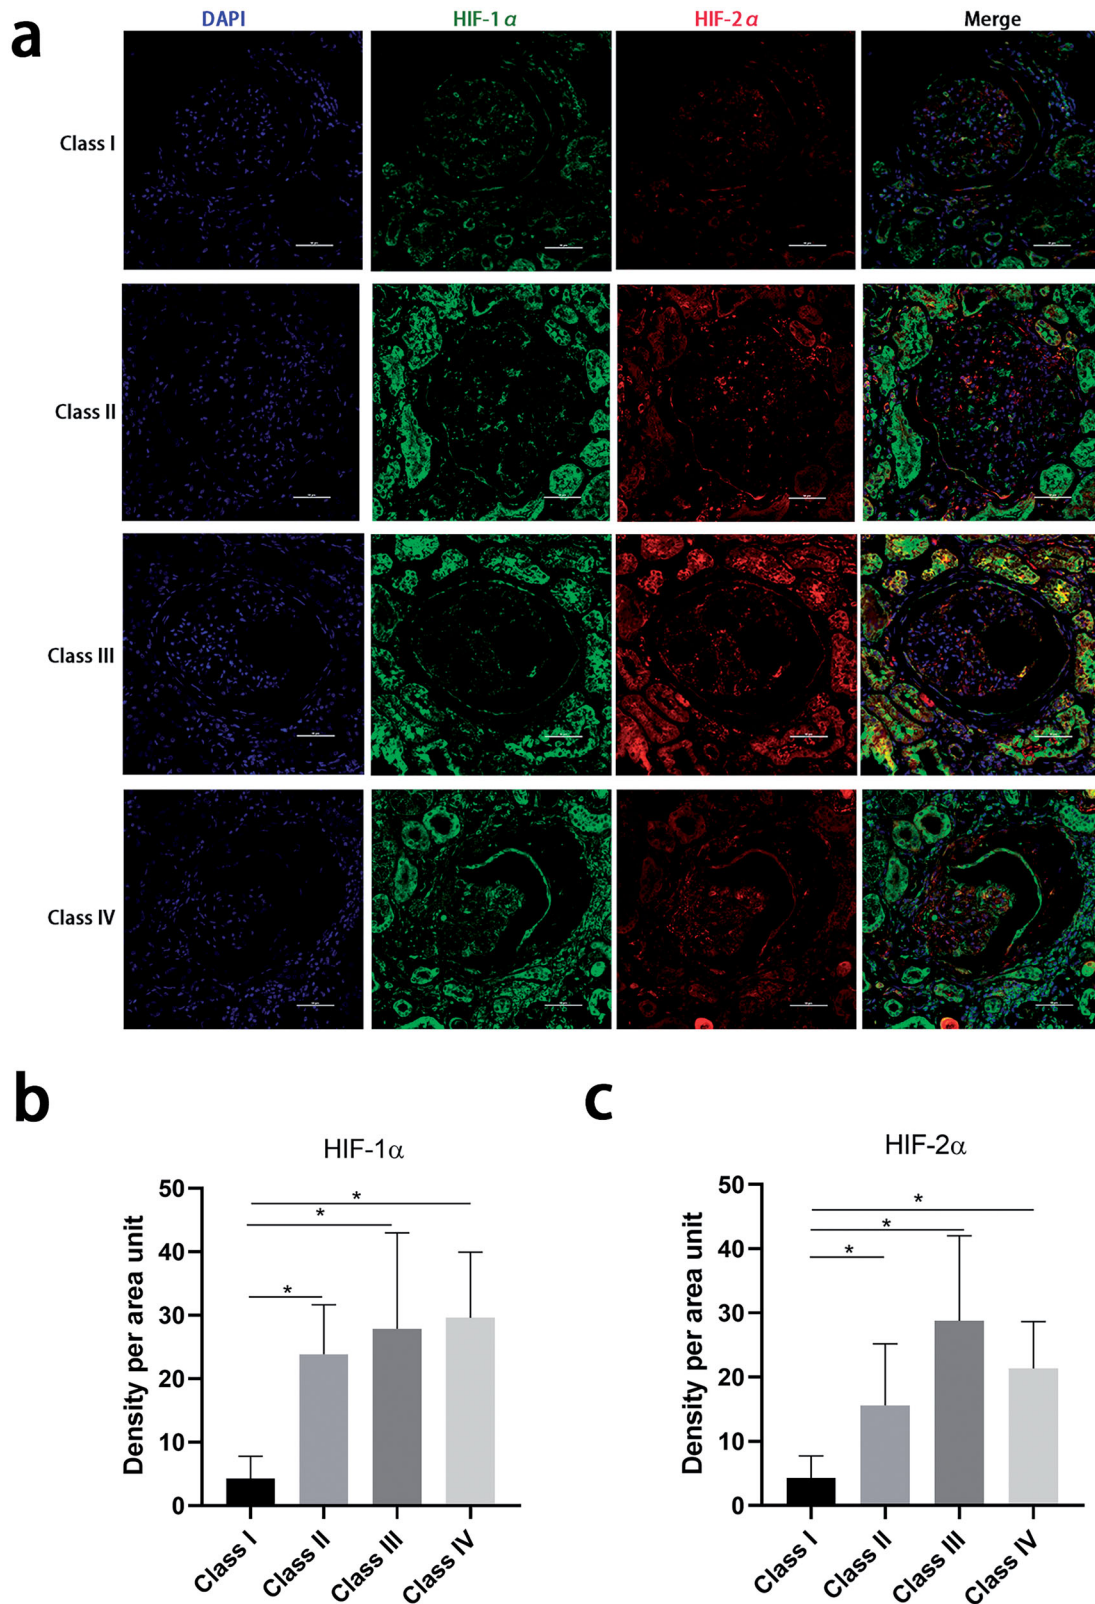 a
DAPI HIF-1α HIF-2α Merge
Class I
Class II
Class III
Class IV
b
HIF-1α
Density per area unit
50
40
30
20
10
0
*
*
*
Class I Class II Class III Class IV
c
HIF-2α
Density per area unit
50
40
30
20
10
0
*
*
*
Class I Class II Class III Class IV